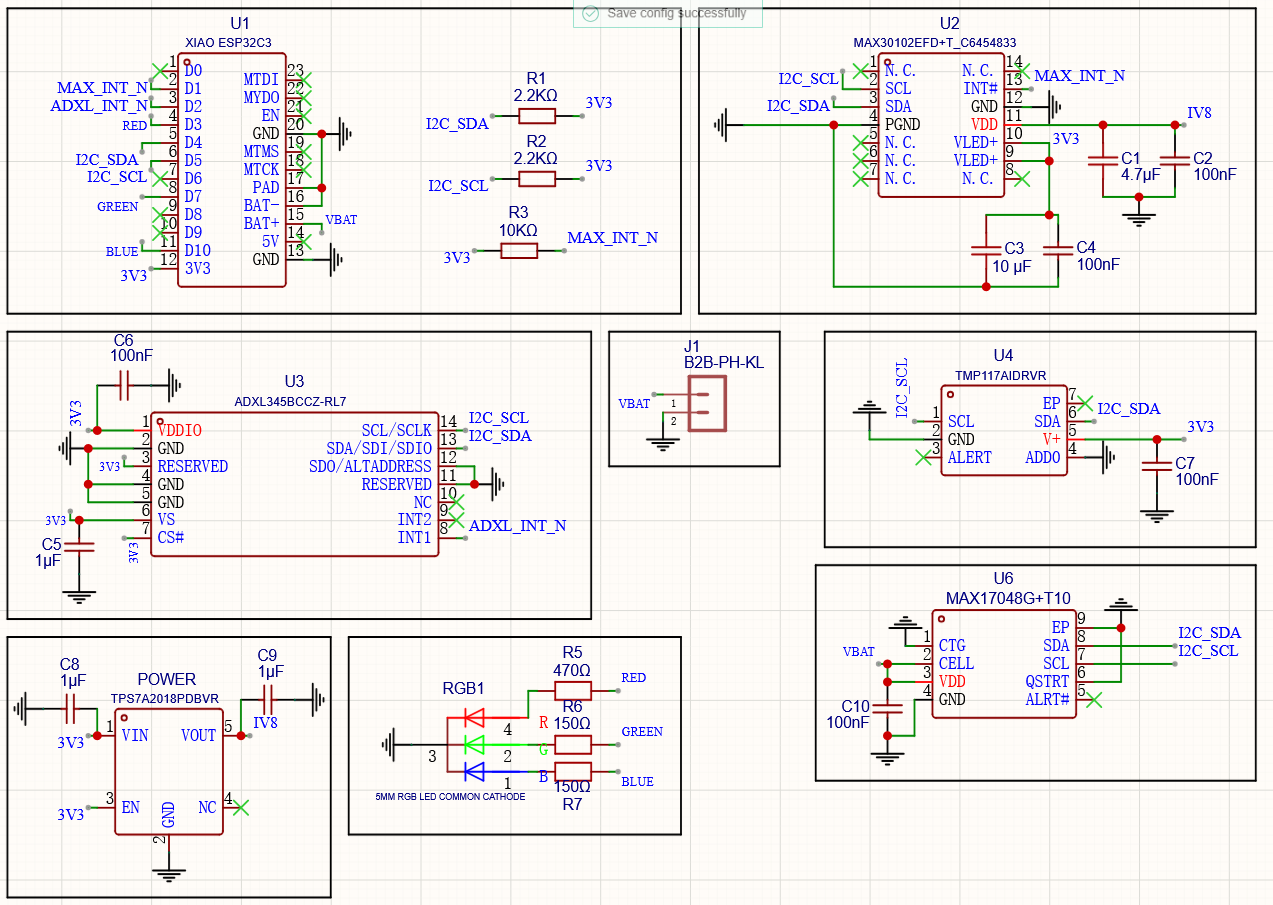 Save config successfully
U1
XIAO ESP32C3
1 D0
2 D1
3 D2
4 D3
5 D4
6 D5
7 D6
8 D7
9 D8
10 D9
11 D10
12 3V3
MTDI 23
MYDO 22
EN 21
GND 20
MTMS 19
MTCK 18
PAD 17
BAT- 16
BAT+ 15
5V 14
GND 13
MAX_INT_N
ADXL_INT_N
RED
I2C_SDA
I2C_SCL
GREEN
BLUE
3V3
VBAT
R1
2.2KΩ
I2C_SDA
3V3
R2
2.2KΩ
I2C_SCL
3V3
R3
10KΩ
3V3
MAX_INT_N
U2
MAX30102EFD+T_C6454833
1 N.C.
2 SCL
3 SDA
4 PGND
5 N.C.
6 N.C.
7 N.C.
N.C. 14
INT# 13
GND 12
VDD 11
VLED+ 10
VLED+ 9
N.C. 8
I2C_SCL
I2C_SDA
MAX_INT_N
IV8
3V3
C1
4.7µF
C2
100nF
C3
10 µF
C4
100nF
C6
100nF
3V3
U3
ADXL345BCCZ-RL7
1 VDDIO
2 GND
3 RESERVED
4 GND
5 GND
6 VS
7 CS#
SCL/SCLK 14
SDA/SDI/SDIO 13
SDO/ALTADDRESS 12
RESERVED 11
NC 10
INT2 9
INT1 8
I2C_SCL
I2C_SDA
ADXL_INT_N
3V3
3V3
3V3
C5
1µF
J1
B2B-PH-KL
VBAT
1
2
U4
TMP117AIDRVR
I2C_SCL
1 SCL
2 GND
3 ALERT
EP 7
SDA 6
V+ 5
ADD0 4
I2C_SDA
3V3
C7
100nF
U6
MAX17048G+T10
1 CTG
2 CELL
3 VDD
4 GND
EP 9
SDA 8
SCL 7
QSTRT 6
ALRT# 5
VBAT
I2C_SDA
I2C_SCL
C10
100nF
C8
1µF
POWER
TPS7A2018PDBVR
C9
1µF
3V3
1 VIN
VOUT 5
IV8
3V3
3 EN
NC 4
GND
2
RGB1
5MM RGB LED COMMON CATHODE
3
4
2
1
R
G
B
R5
470Ω
RED
R6
150Ω
GREEN
150Ω
R7
BLUE